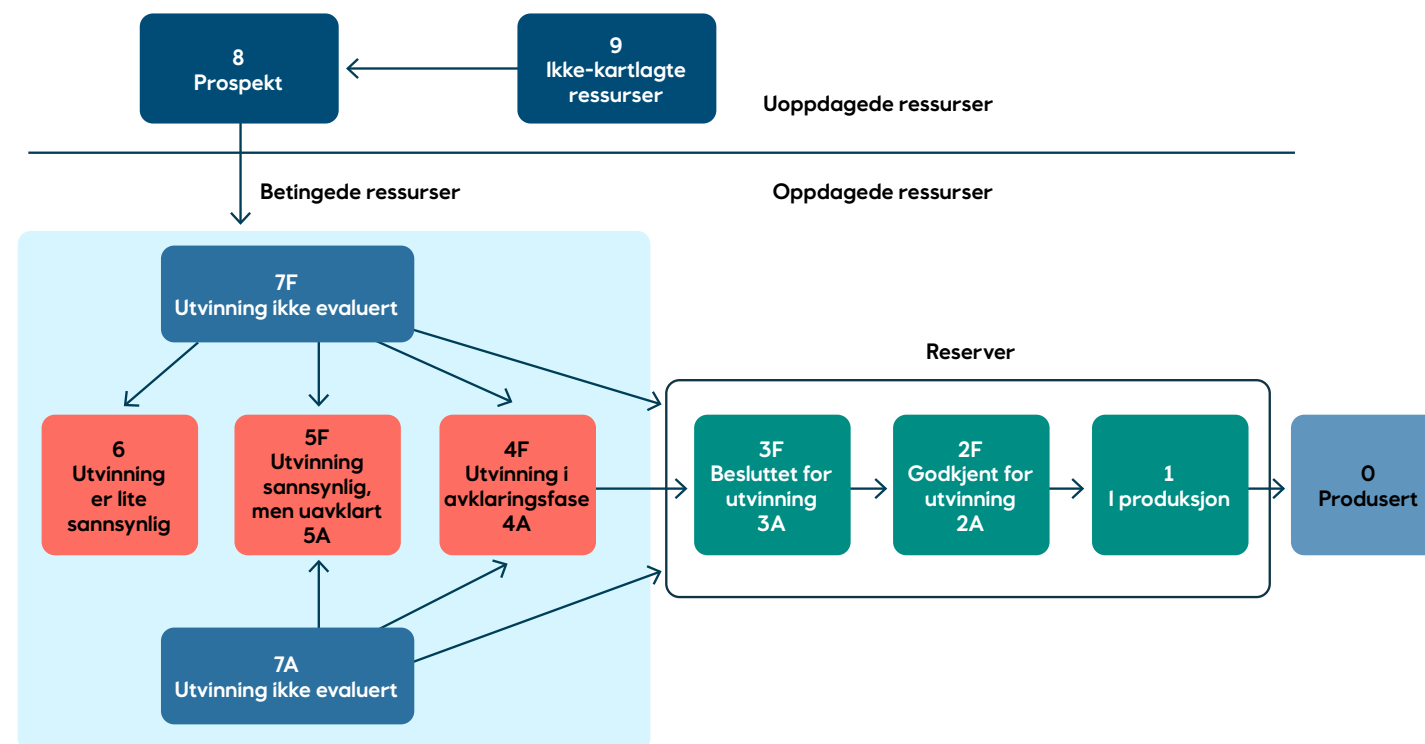 8
Prospekt
9
Ikke-kartlagte
ressurser
Uoppdagede ressurser
Betingede ressurser
Oppdagede ressurser
7F
Utvinning ikke evaluert
Reserver
6
Utvinning
er lite
sannsynlig
5F
Utvinning
sannsynlig,
men uavklart
5A
4F
Utvinning i
avklaringsfase
4A
3F
Besluttet for
utvinning
3A
2F
Godkjent for
utvinning
2A
1
I produksjon
0
Produsert
7A
Utvinning ikke evaluert